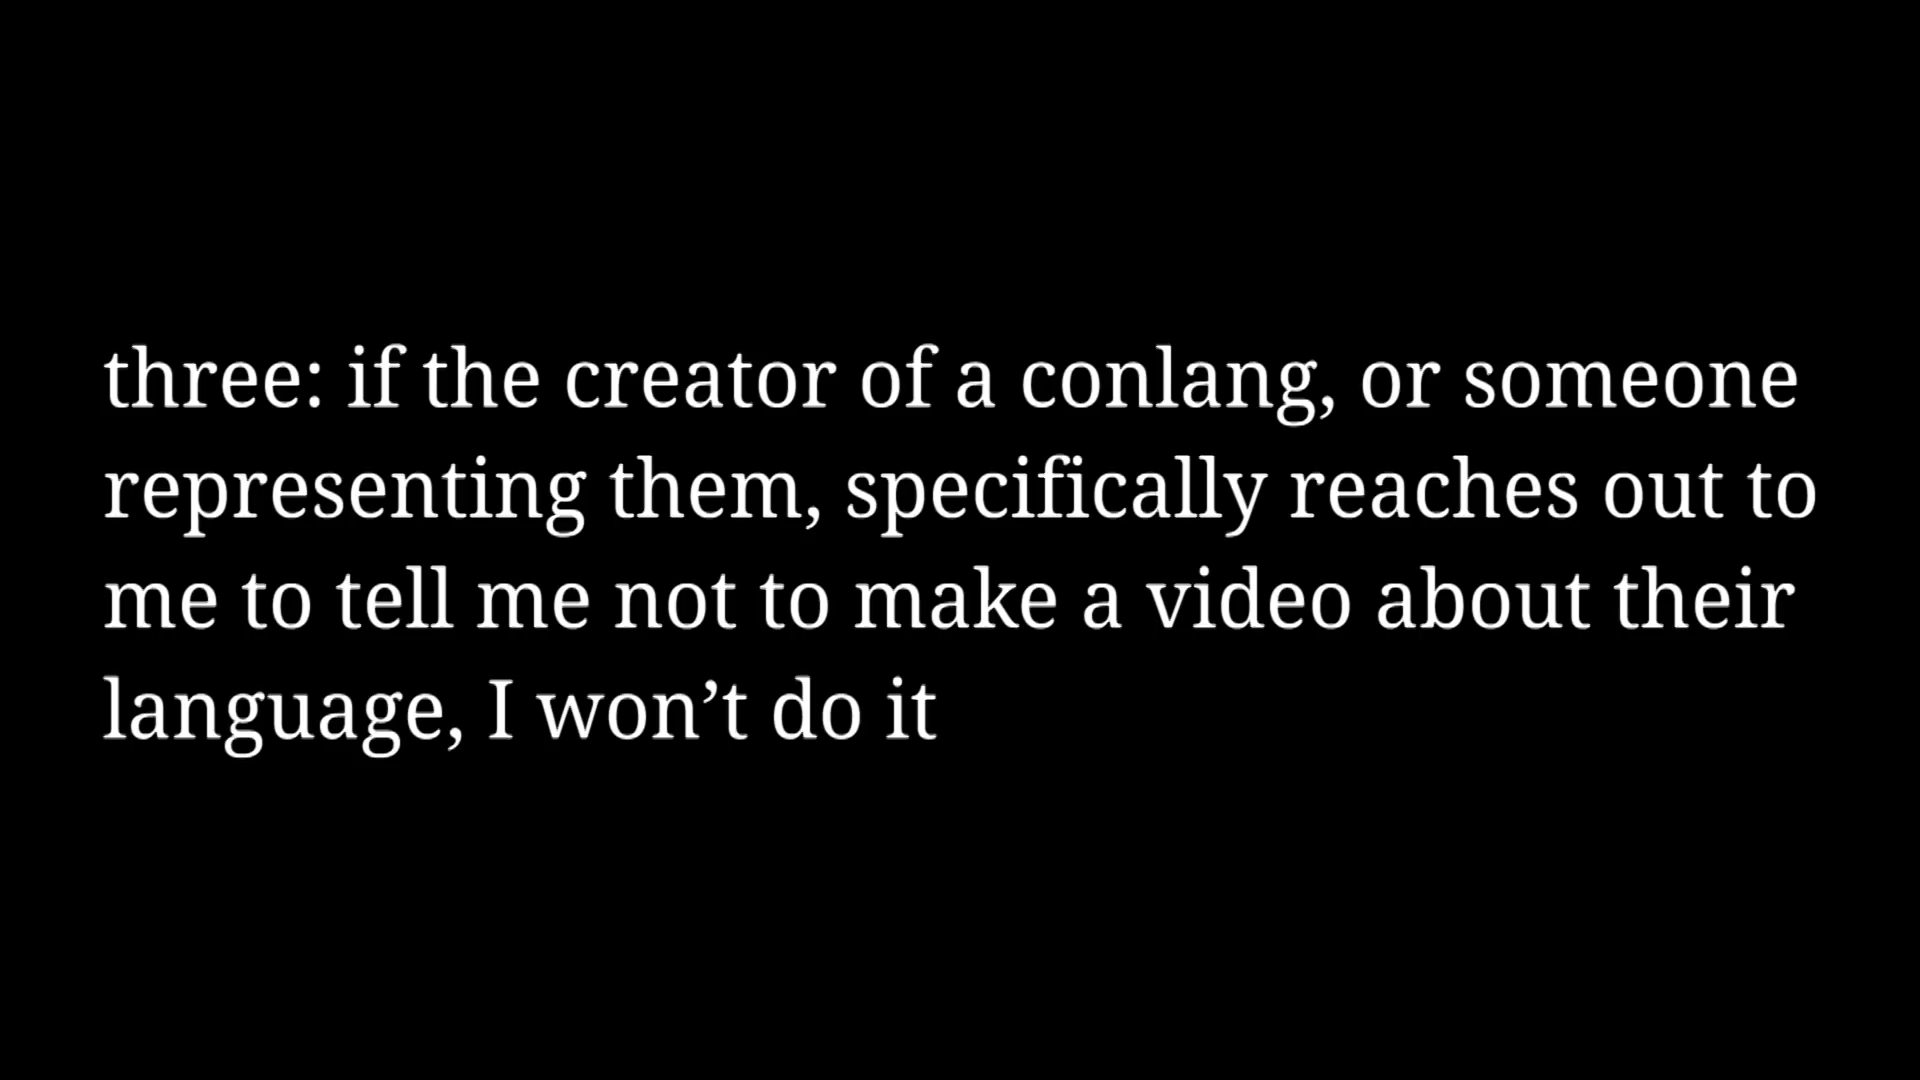 three: if the creator of a conlang, or someone
representing them, specifically reaches out to
me to tell me not to make a video about their
language, I won’t do it